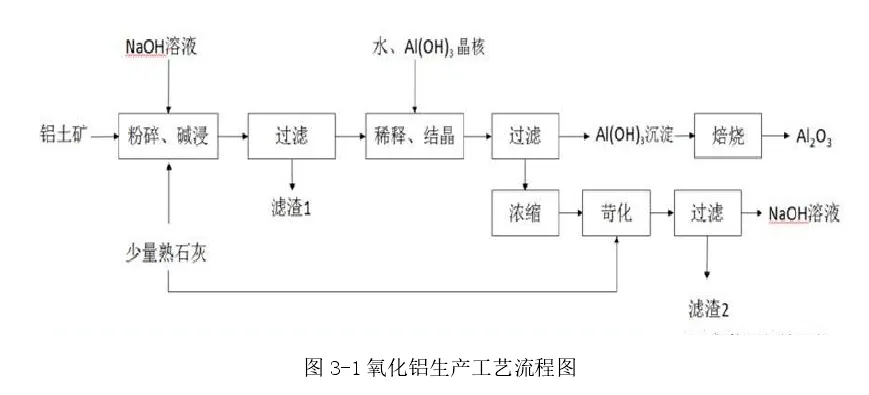 NaOH溶液
水、Al(OH)₃晶核
铝土矿
粉碎、碱浸
过滤
稀释、结晶
过滤
Al(OH)₃沉淀
焙烧
Al₂O₃
滤渣1
浓缩
苛化
过滤
NaOH溶液
少量熟石灰
滤渣2
图 3-1氧化铝生产工艺流程图